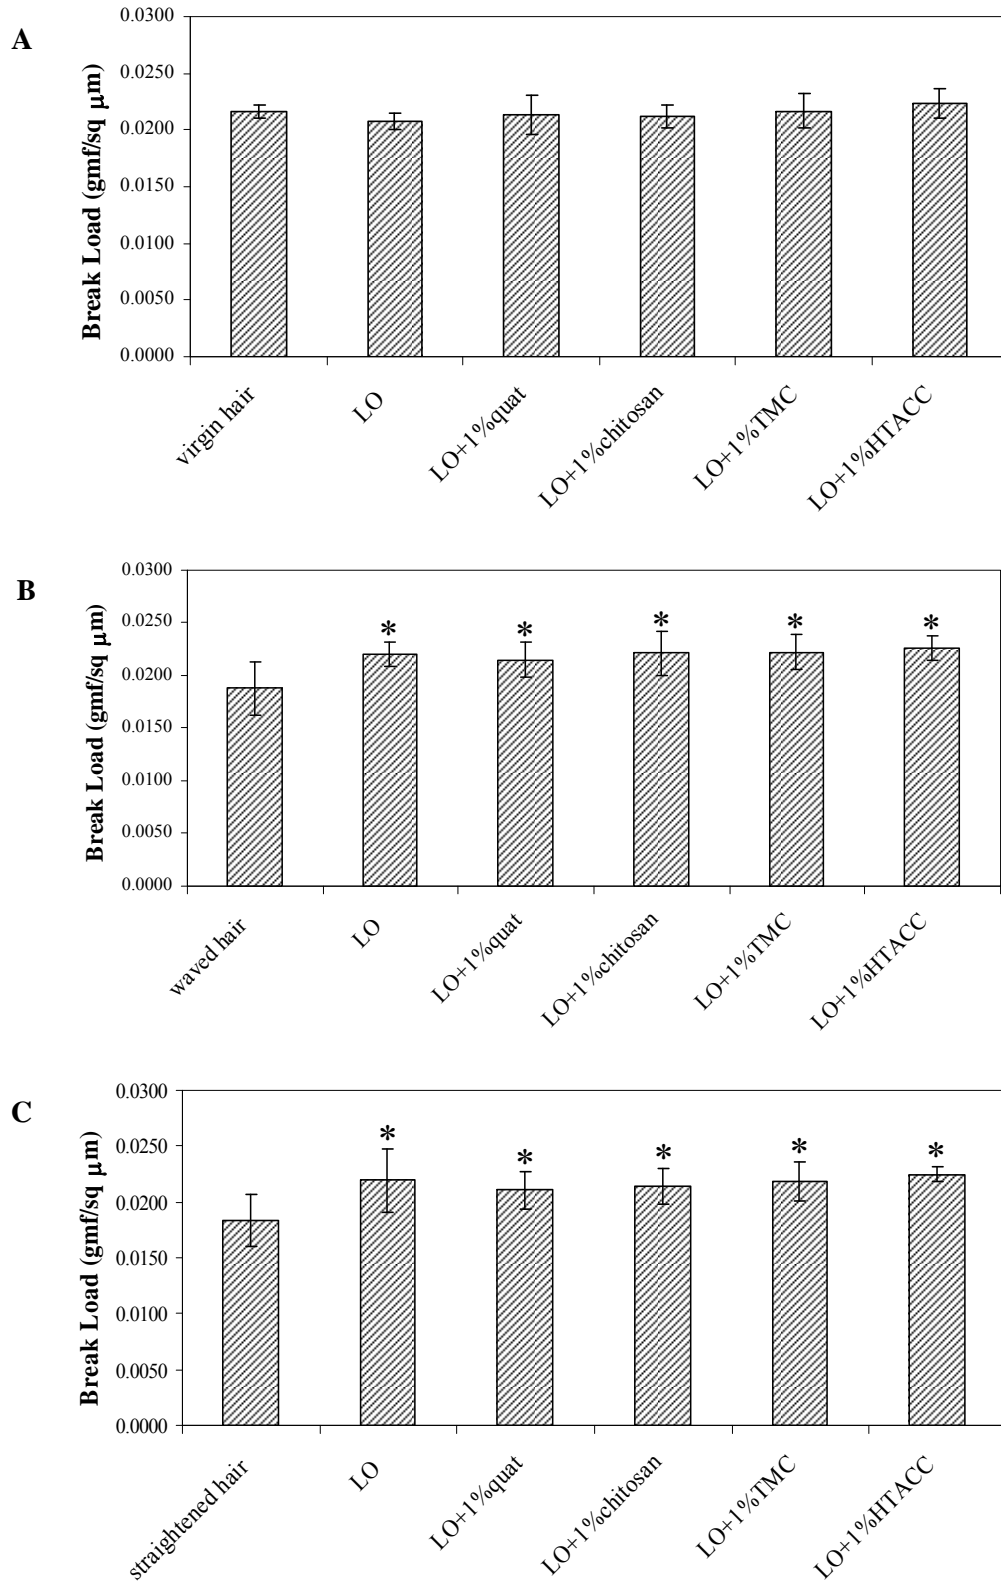 A
Break Load (gmf/sq μm)
0.0300
0.0250
0.0200
0.0150
0.0100
0.0050
0.0000
virgin hair
LO
LO+1%quat
LO+1%chitosan
LO+1%TMC
LO+1%HTACC
B
Break Load (gmf/sq μm)
0.0300
0.0250
0.0200
0.0150
0.0100
0.0050
0.0000
*
*
*
*
*
waved hair
LO
LO+1%quat
LO+1%chitosan
LO+1%TMC
LO+1%HTACC
C
Break Load (gmf/sq μm)
0.0300
0.0250
0.0200
0.0150
0.0100
0.0050
0.0000
*
*
*
*
*
straightened hair
LO
LO+1%quat
LO+1%chitosan
LO+1%TMC
LO+1%HTACC